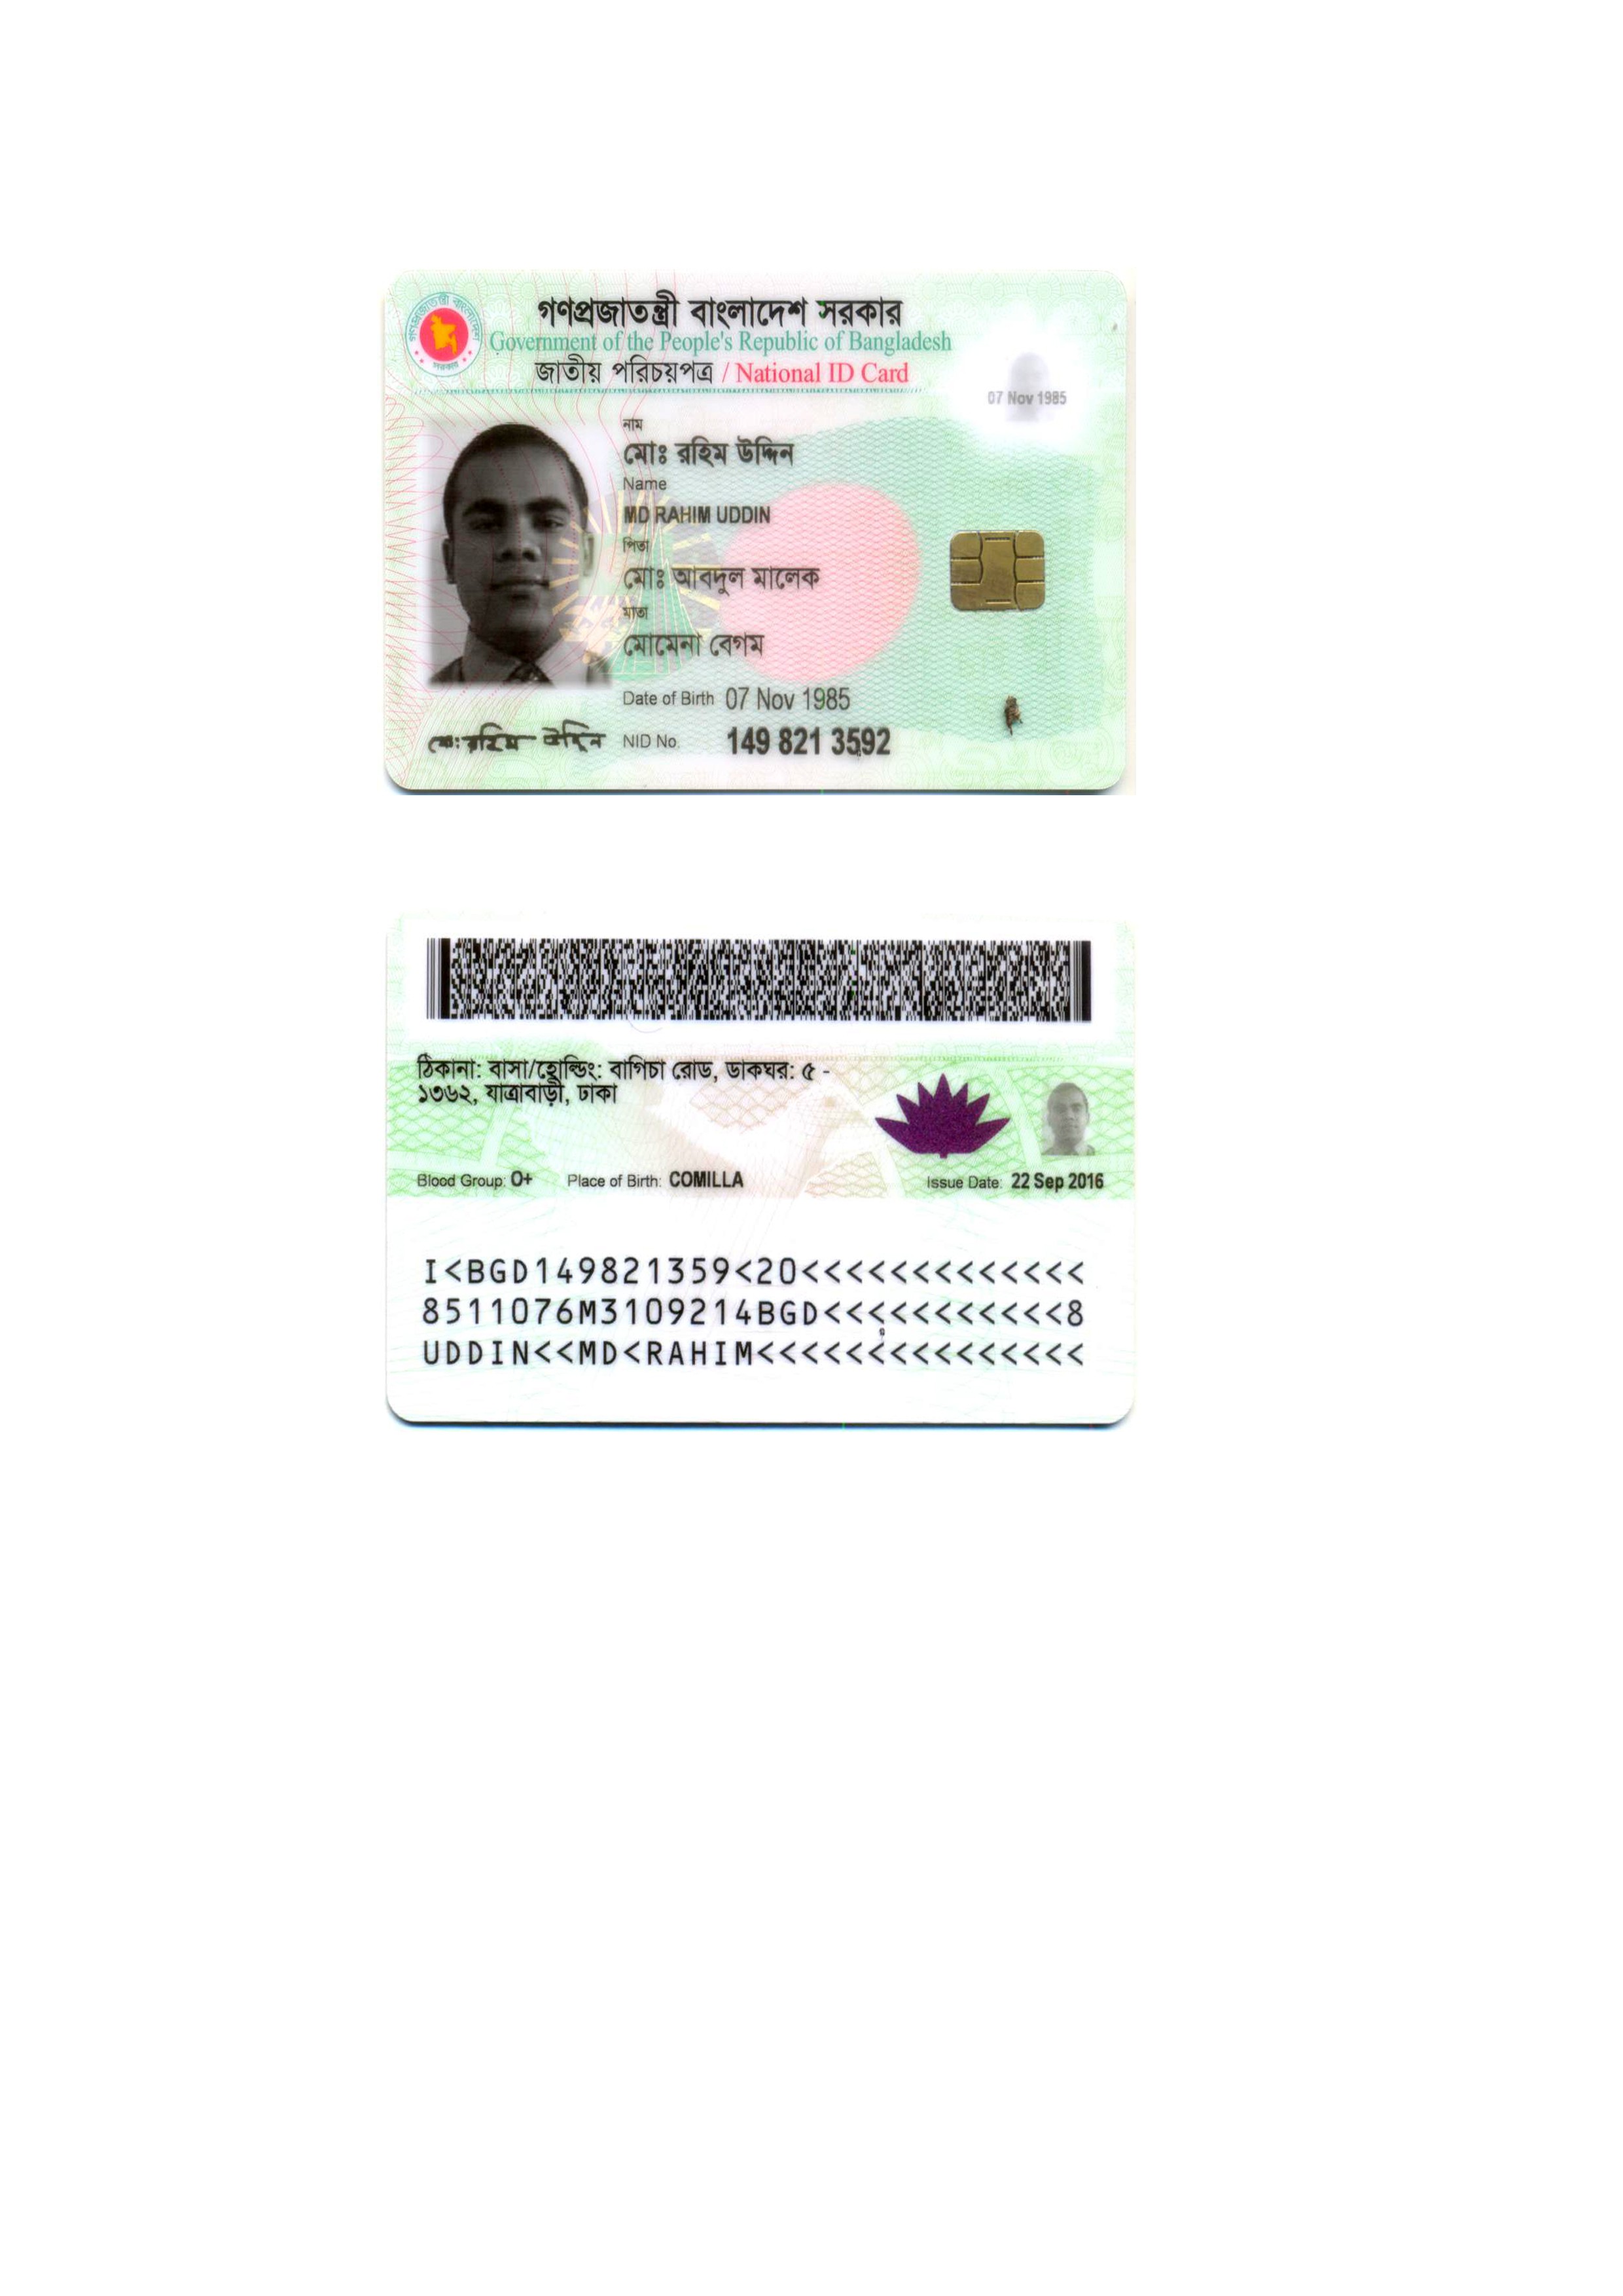 গণপ্রজাতন্ত্রী বাংলাদেশ সরকার
Government of the People's Republic of Bangladesh
জাতীয় পরিচয়পত্র / National ID Card
07 Nov 1985
নাম
মোঃ রহিম উদ্দিন
Name
MD RAHIM UDDIN
পিতা
মোঃ আবদুল মালেক
মাতা
মোমেনা বেগম
Date of Birth 07 Nov 1985
মোঃ রহিম উদ্দিন
NID No. 149 821 3592
ঠিকানা: বাসা/হোল্ডিং: বাগিচা রোড, ডাকঘর: ৫ -
১৩৬২, যাত্রাবাড়ী, ঢাকা
Blood Group: O+ Place of Birth: COMILLA Issue Date: 22 Sep 2016
I<BGD149821359<20<<<<<<<<<<<<<
8511076M3109214BGD<<<<<<<<<<<8
UDDIN<<MD<RAHIM<<<<<<<<<<<<<<<